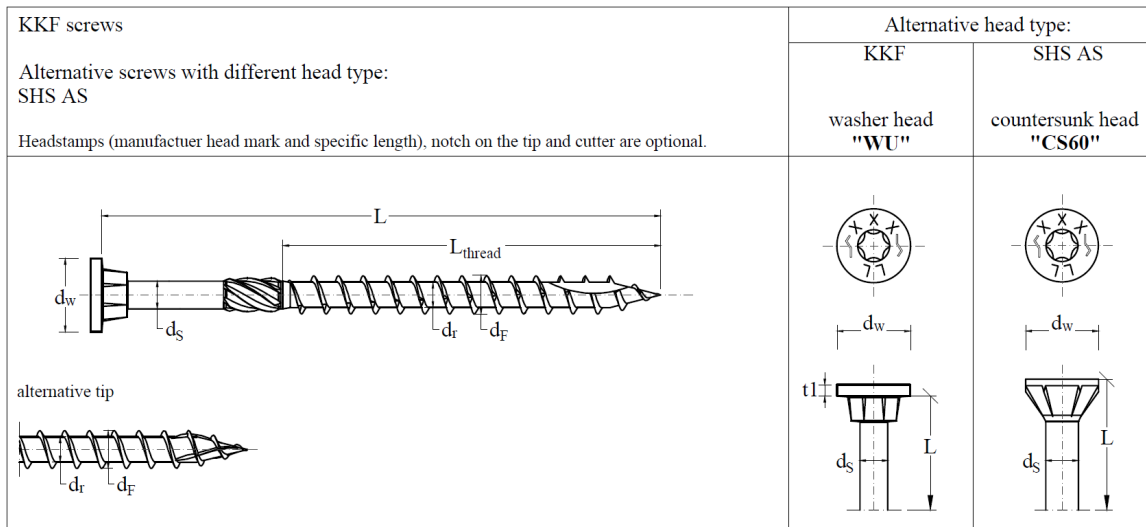 KKF screws
Alternative screws with different head type:
SHS AS
Headstamps (manufactuer head mark and specific length), notch on the tip and cutter are optional.
Alternative head type:
KKF
washer head
"WU"
SHS AS
countersunk head
"CS60"
L
Lthread
dw
dS
dr
dF
alternative tip
dr
dF
X X X
L L
dw
t1
L
dS
X X X
L L
dw
L
dS